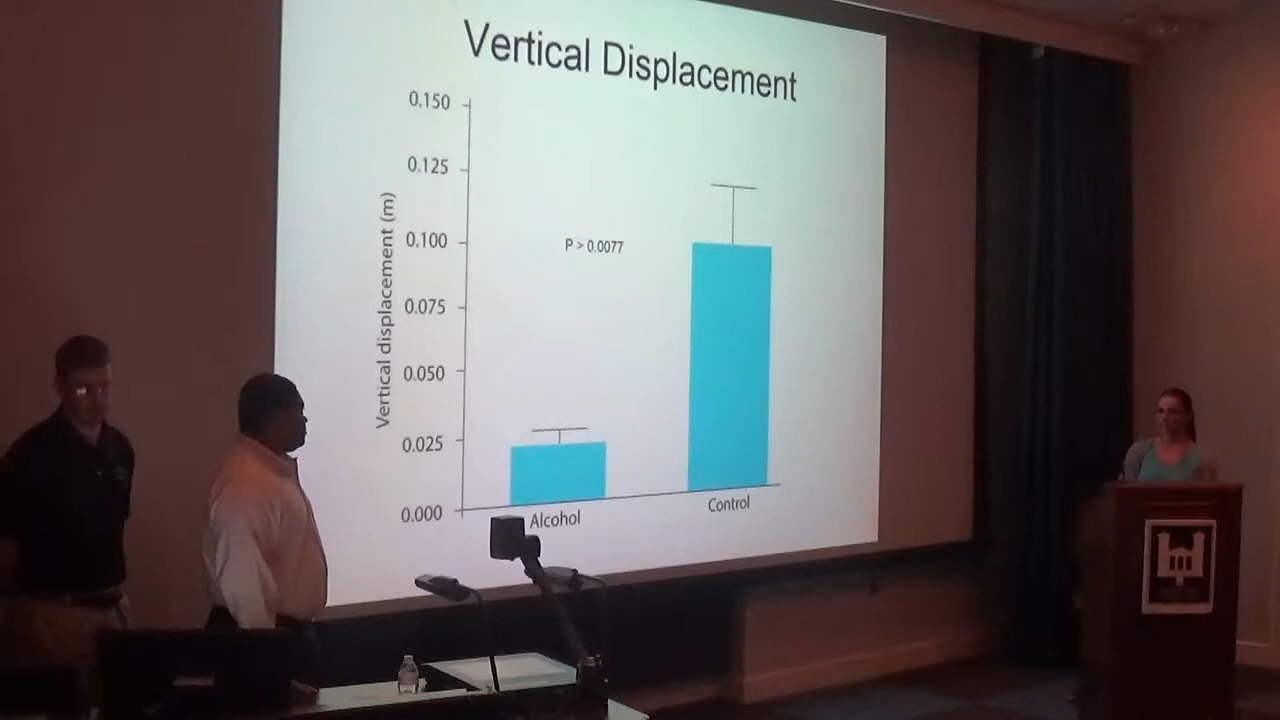 Vertical Displacement
0.150
0.125
0.100
0.075
0.050
0.025
0.000
Vertical displacement (m)
P > 0.0077
Alcohol
Control